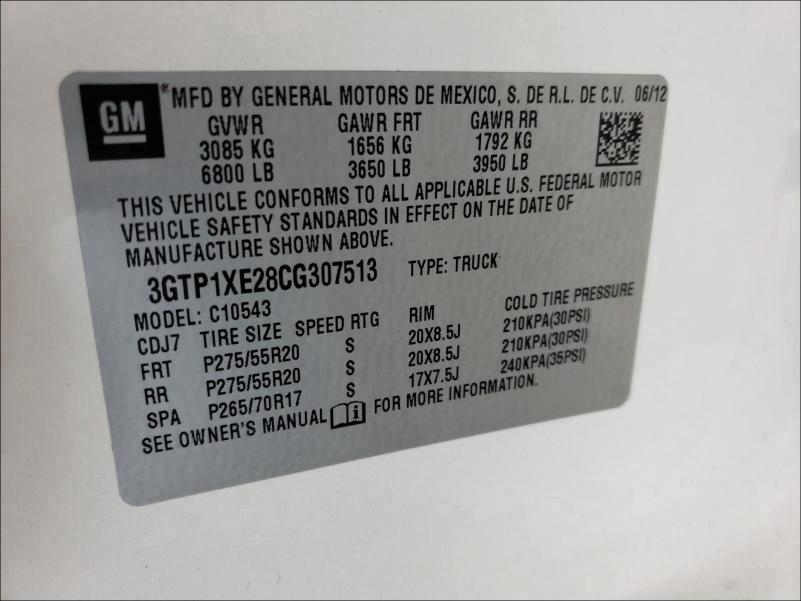 GM
*MFD BY GENERAL MOTORS DE MEXICO, S. DE R.L. DE C.V. 06/12
GVWR GAWR FRT GAWR RR
3085 KG 1656 KG 1792 KG
6800 LB 3650 LB 3950 LB
THIS VEHICLE CONFORMS TO ALL APPLICABLE U.S. FEDERAL MOTOR
VEHICLE SAFETY STANDARDS IN EFFECT ON THE DATE OF
MANUFACTURE SHOWN ABOVE.
3GTP1XE28CG307513 TYPE: TRUCK
MODEL: C10543
CDJ7 TIRE SIZE SPEED RTG RIM COLD TIRE PRESSURE
FRT P275/55R20 S 20X8.5J 210KPA(30PSI)
RR P275/55R20 S 20X8.5J 210KPA(30PSI)
SPA P265/70R17 S 17X7.5J 240KPA(35PSI)
SEE OWNER'S MANUAL i FOR MORE INFORMATION.